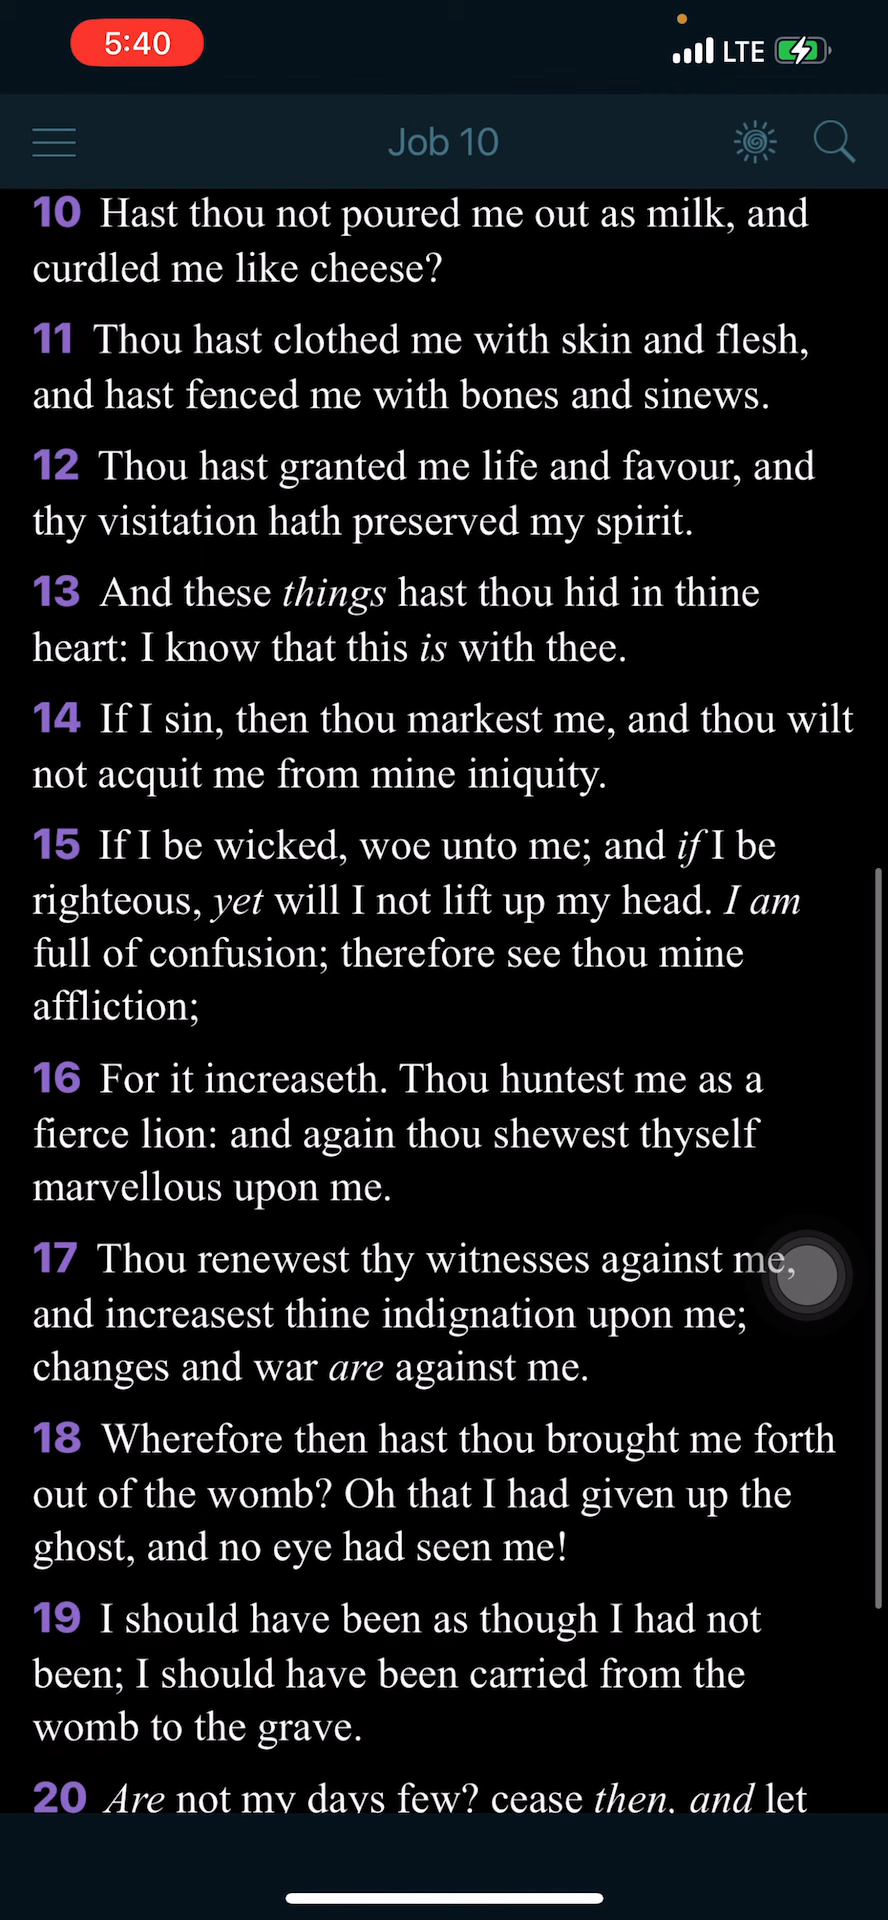 5:40
LTE
Job 10
10 Hast thou not poured me out as milk, and
curdled me like cheese?
11 Thou hast clothed me with skin and flesh,
and hast fenced me with bones and sinews.
12 Thou hast granted me life and favour, and
thy visitation hath preserved my spirit.
13 And these things hast thou hid in thine
heart: I know that this is with thee.
14 If I sin, then thou markest me, and thou wilt
not acquit me from mine iniquity.
15 If I be wicked, woe unto me; and if I be
righteous, yet will I not lift up my head. I am
full of confusion; therefore see thou mine
affliction;
16 For it increaseth. Thou huntest me as a
fierce lion: and again thou shewest thyself
marvellous upon me.
17 Thou renewest thy witnesses against me,
and increasest thine indignation upon me;
changes and war are against me.
18 Wherefore then hast thou brought me forth
out of the womb? Oh that I had given up the
ghost, and no eye had seen me!
19 I should have been as though I had not
been; I should have been carried from the
womb to the grave.
20 Are not my days few? cease then, and let